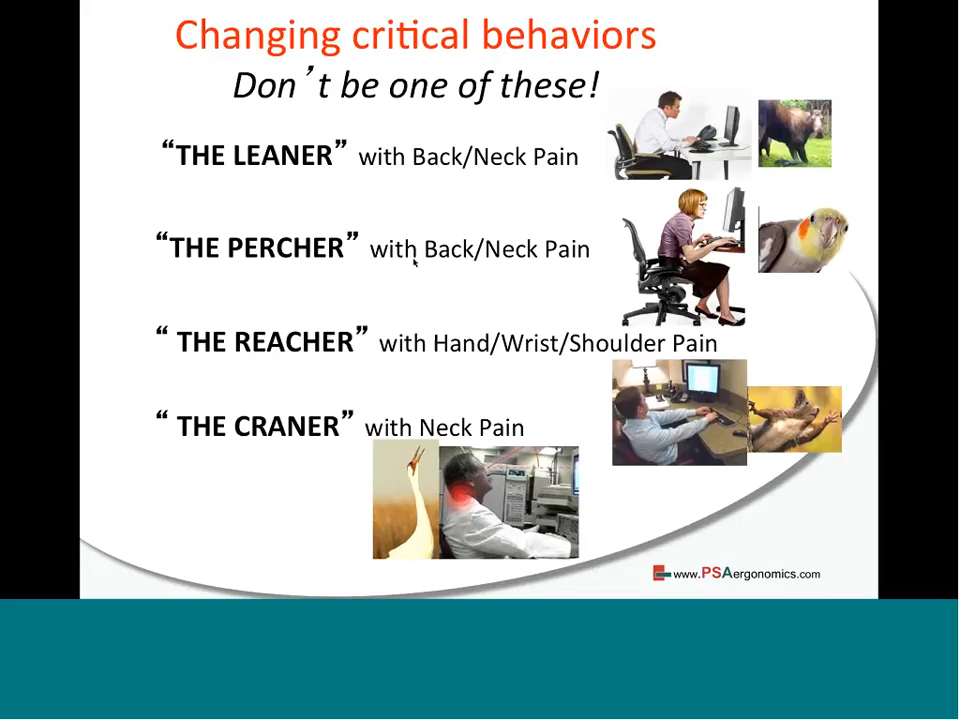 Changing critical behaviors
Don’t be one of these!
“THE LEANER” with Back/Neck Pain
“THE PERCHER” with Back/Neck Pain
“ THE REACHER” with Hand/Wrist/Shoulder Pain
“ THE CRANER” with Neck Pain
www.PSAergonomics.com